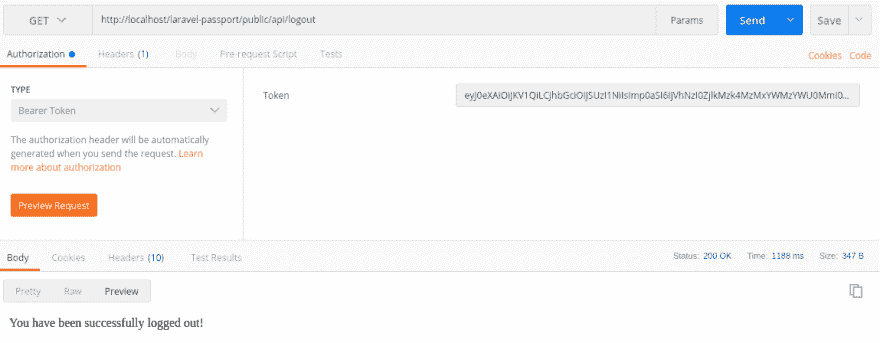 GET http://localhost/laravel-passport/public/api/logout Params Send Save
Authorization Headers (1) Body Pre-request Script Tests Cookies Code
TYPE
Bearer Token
The authorization header will be automatically
generated when you send the request. Learn
more about authorization
Preview Request
Token
Body Cookies Headers (10) Test Results Status: 200 OK Time: 1188 ms Size: 347 B
Pretty Raw Preview
You have been successfully logged out!